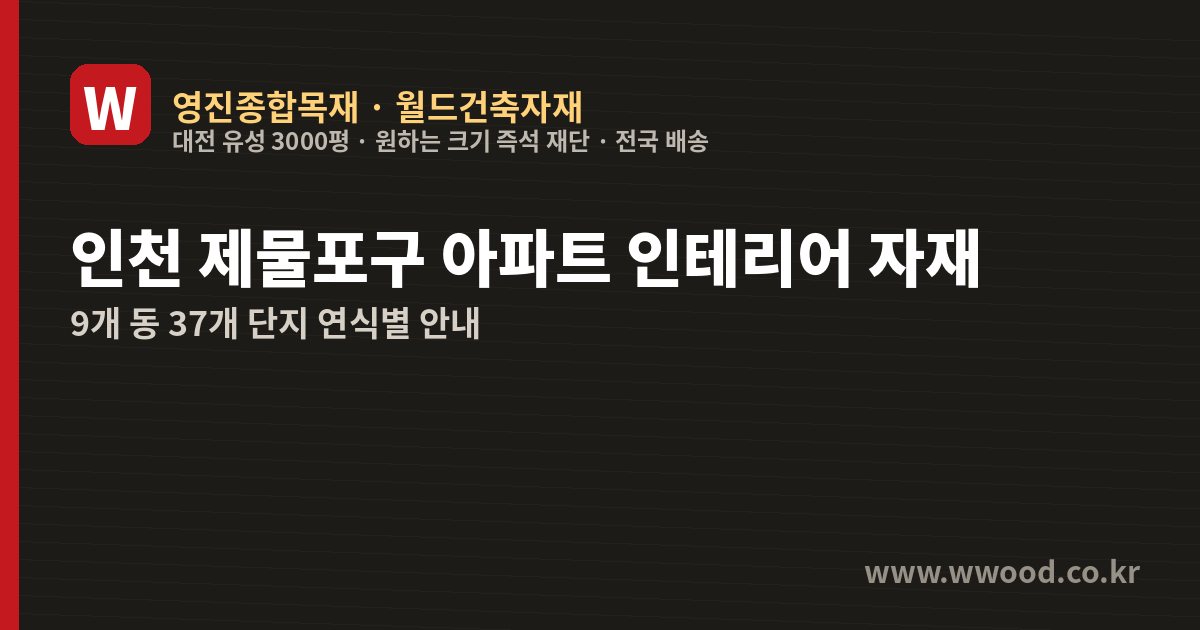 W
영진종합목재 · 월드건축자재
대전 유성 3000평 · 원하는 크기 즉석 재단 · 전국 배송
인천 제물포구 아파트 인테리어 자재
9개 동 37개 단지 연식별 안내
www.wwood.co.kr